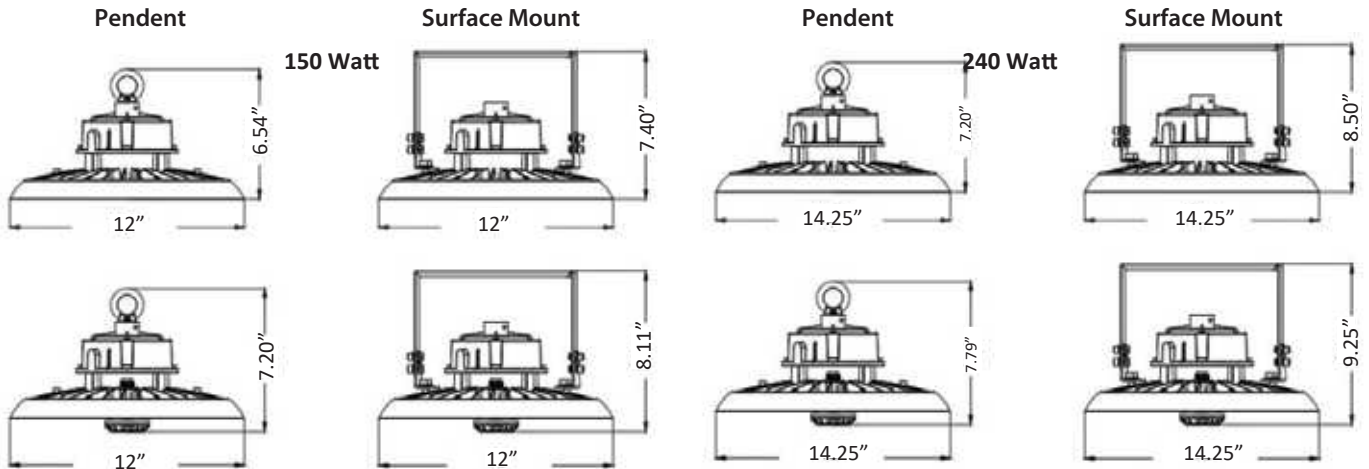 Pendent
Surface Mount
Pendent
Surface Mount
150 Watt
240 Watt
6.54”
7.40”
7.20”
8.50”
12”
12”
14.25”
14.25”
7.20”
8.11”
7.79”
9.25”
12”
12”
14.25”
14.25”